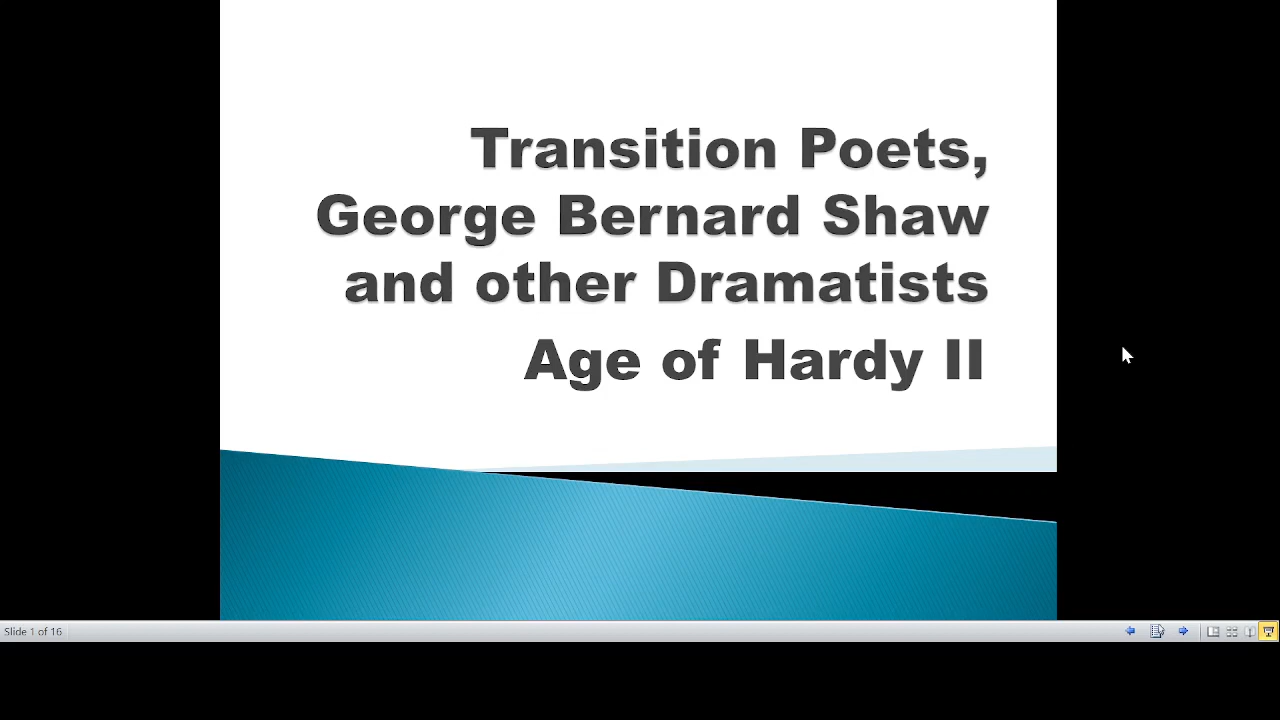 Transition Poets,
George Bernard Shaw
and other Dramatists
Age of Hardy II
Slide 1 of 16